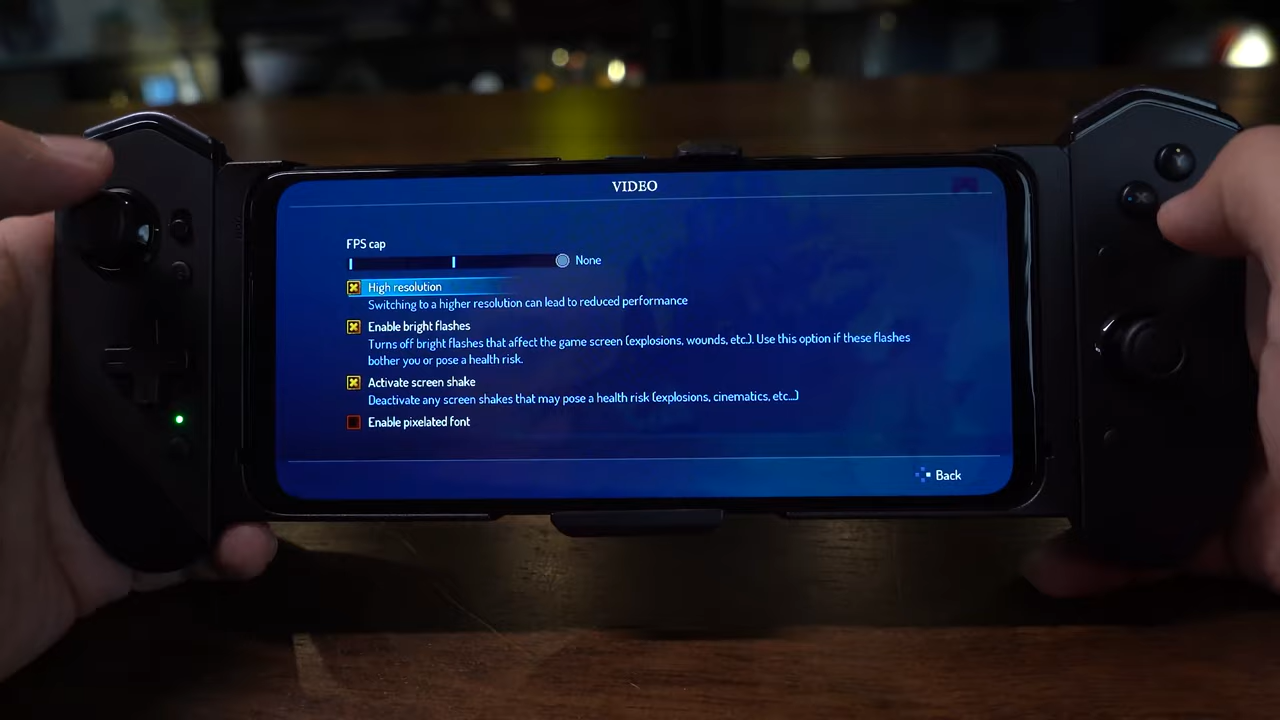 VIDEO
FPS cap
None
High resolution
Switching to a higher resolution can lead to reduced performance
Enable bright flashes
Turns off bright flashes that affect the game screen (explosions, wounds, etc.). Use this option if these flashes
bother you or pose a health risk.
Activate screen shake
Deactivate any screen shakes that may pose a health risk (explosions, cinematics, etc...)
Enable pixelated font
Back